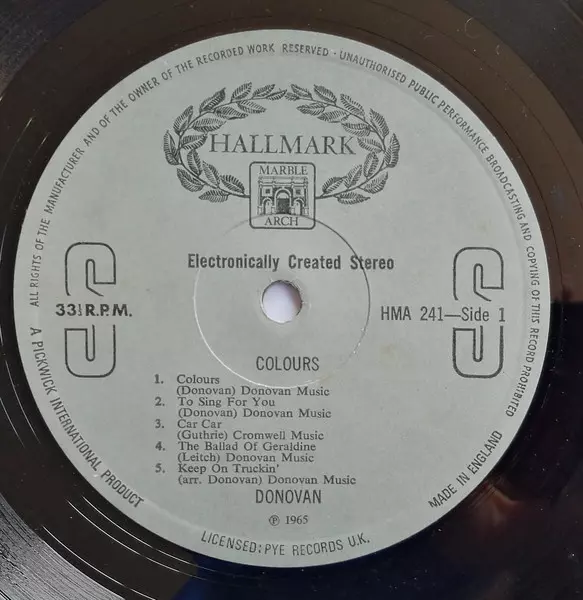 ALL RIGHTS OF THE MANUFACTURER AND OF THE OWNER OF THE RECORDED WORK RESERVED · UNAUTHORISED PUBLIC PERFORMANCE BROADCASTING AND COPYING OF THIS RECORD PROHIBITED
HALLMARK
MARBLE
ARCH
Electronically Created Stereo
S
S
33⅓ R.P.M.
HMA 241—Side 1
COLOURS
1. Colours
(Donovan) Donovan Music
2. To Sing For You
(Donovan) Donovan Music
3. Car Car
(Guthrie) Cromwell Music
4. The Ballad Of Geraldine
(Leitch) Donovan Music
5. Keep On Truckin'
(arr. Donovan) Donovan Music
DONOVAN
℗ 1965
A PICKWICK INTERNATIONAL PRODUCT
LICENSED: PYE RECORDS U.K.
MADE IN ENGLAND